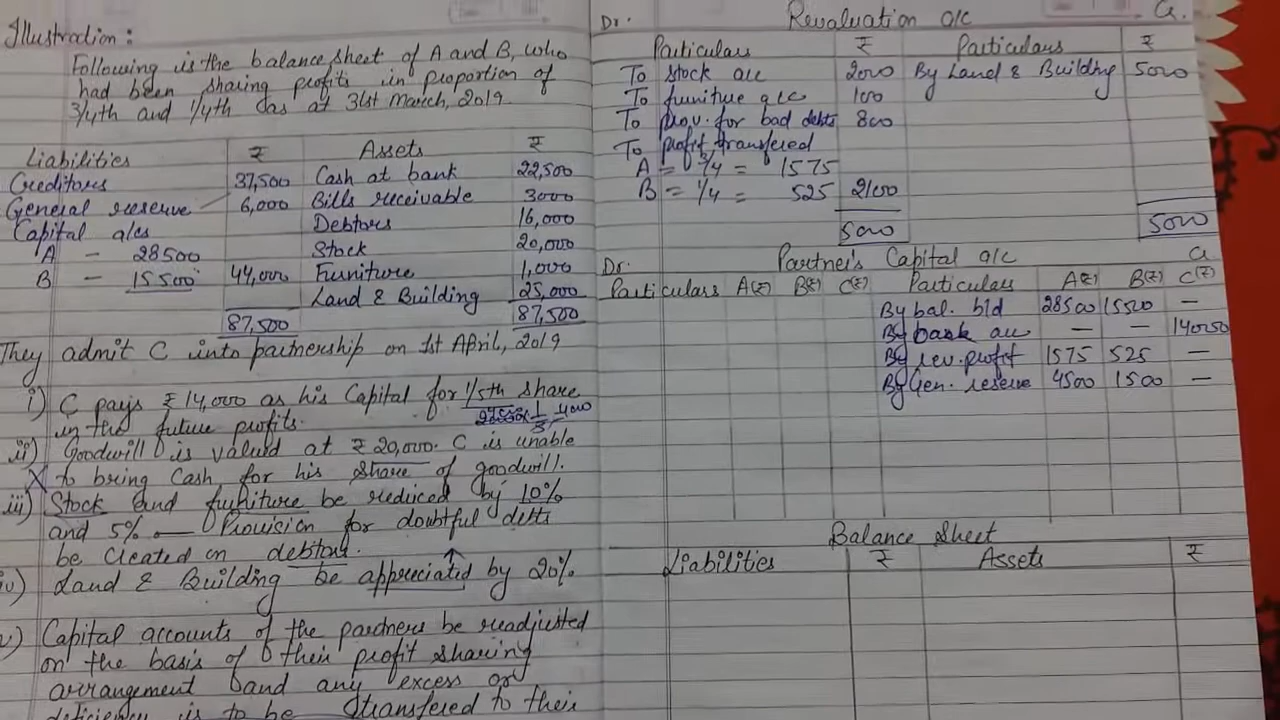 Illustration :
Following is the balance sheet of A and B, who
had been sharing profits in proportion of
3/4th and 1/4th as at 31st March, 2019
Liabilities ₹ Assets ₹
Creditors 37,500 Cash at bank 22,500
General reserve 6,000 Bills receivable 3000
Capital a/cs Debtors 16,000
A - 28500 Stock 20,000
B - 15500 44,000 Furniture 1,000
Land & Building 25,000
87,500 87,500
They admit C into partnership on 1st April, 2019
i) C pays ₹ 14,000 as his Capital for 1/5th share
in the future profits.
ii) Goodwill is valued at ₹ 20,000. C is unable
to bring Cash for his share of goodwill.
iii) Stock and furniture be reduced by 10%
and 5% Provision for doubtful debts
be created on debtors.
iv) Land & Building be appreciated by 20%
v) Capital accounts of the partners be readjusted
on the basis of their profit sharing
arrangement and any excess or
deficiency is to be transfered to their
Dr. Revaluation a/c Cr.
Particulars ₹ Particulars ₹
To stock a/c 2000 By Land & Building 5000
To furniture a/c 100
To prov. for bad debts 800
To profit transfered
A = 3/4 = 1575
B = 1/4 = 525 2100
5000 5000
Dr. Partner's Capital a/c Cr
Particulars A(₹) B(₹) C(₹) Particulars A(₹) B(₹) C(₹)
By bal. b/d 28500 15500 -
By bank a/c - - 14000
By rev. profit 1575 525 -
By Gen. reserve 4500 1500 -
Balance Sheet
Liabilities ₹ Assets ₹